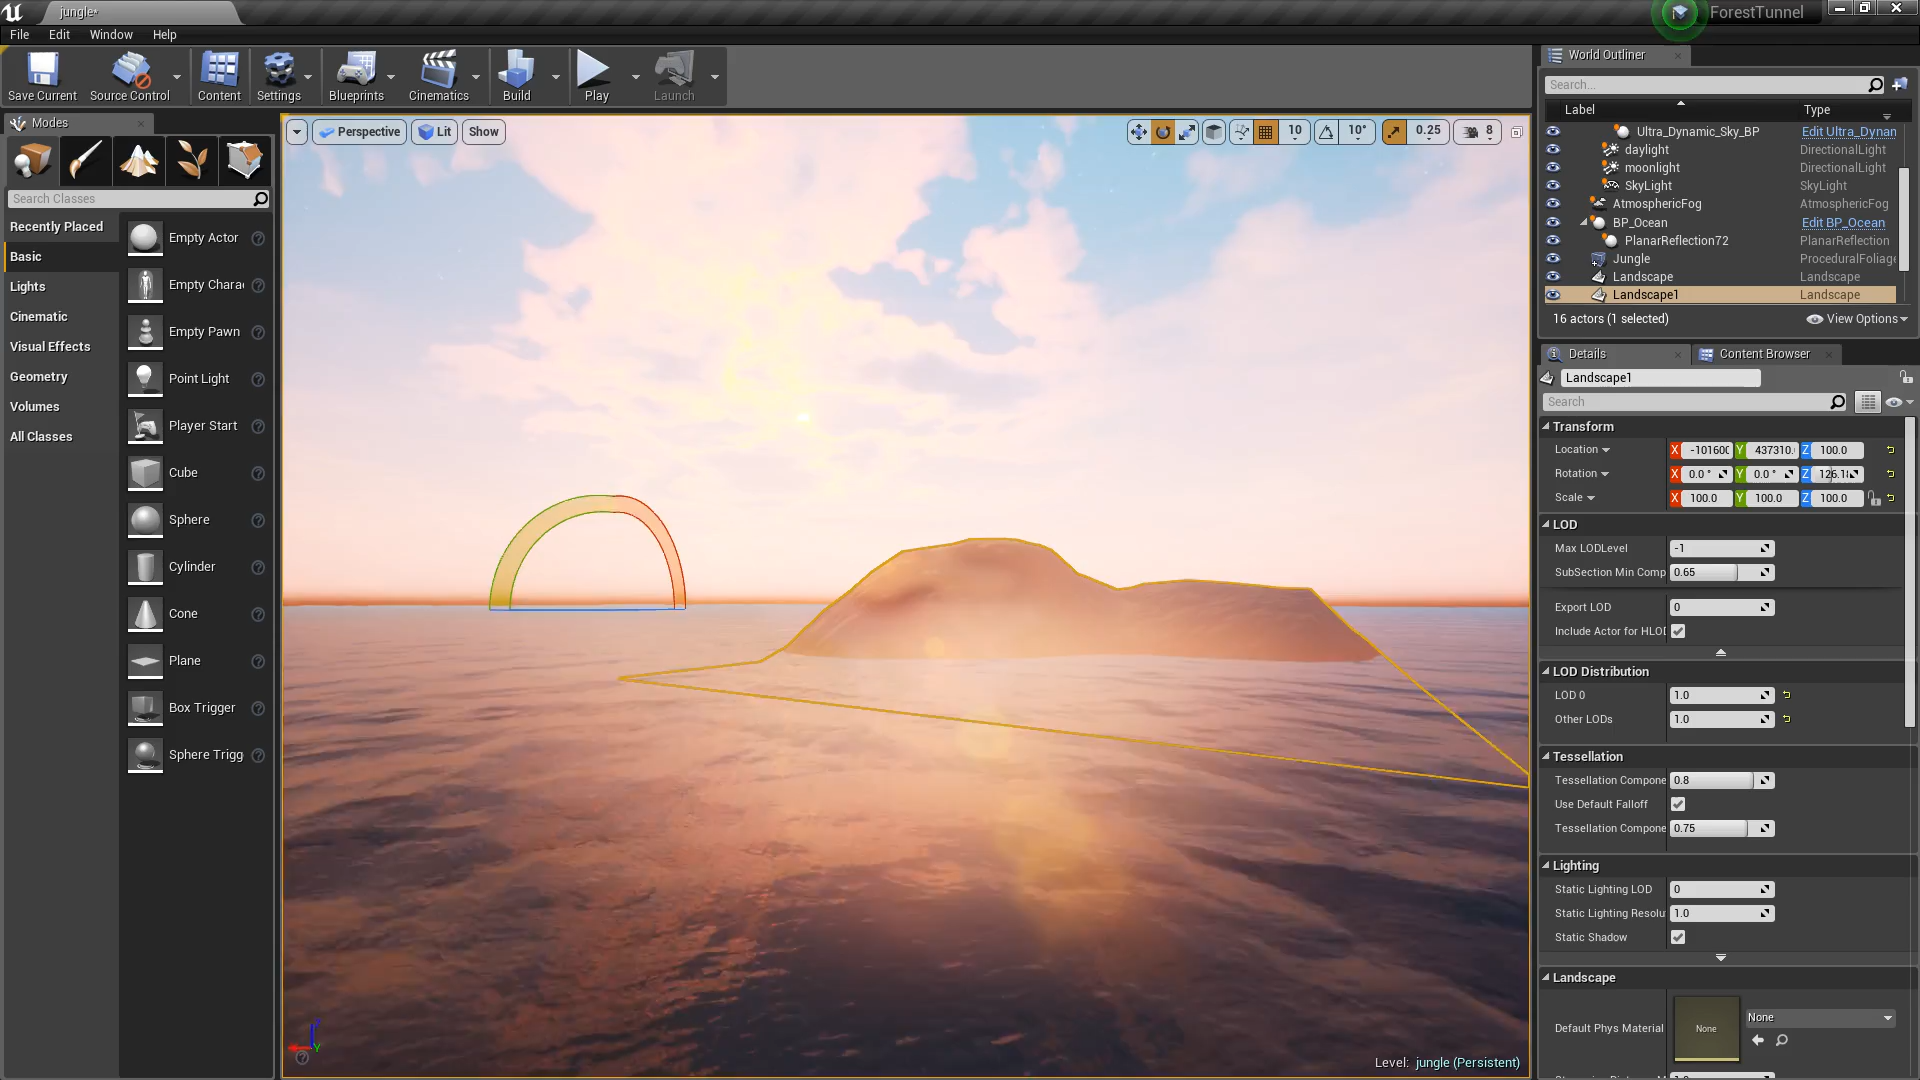 jungle*
ForestTunnel
File Edit Window Help
Save Current
Source Control
Content
Settings
Blueprints
Cinematics
Build
Play
Launch
Modes
Search Classes
Recently Placed
Basic
Lights
Cinematic
Visual Effects
Geometry
Volumes
All Classes
Empty Actor
Empty Chara
Empty Pawn
Point Light
Player Start
Cube
Sphere
Cylinder
Cone
Plane
Box Trigger
Sphere Trigg
Perspective Lit Show
10 10° 0.25 8
Level: jungle (Persistent)
World Outliner
Search...
Label Type
Ultra_Dynamic_Sky_BP Edit Ultra_Dynan
daylight DirectionalLight
moonlight DirectionalLight
SkyLight SkyLight
AtmosphericFog AtmosphericFog
BP_Ocean Edit BP_Ocean
PlanarReflection72 PlanarReflection
Jungle ProceduralFoliage
Landscape Landscape
Landscape1 Landscape
16 actors (1 selected) View Options
Details Content Browser
Landscape1
Search
Transform
Location X -101600 Y 437310. Z 100.0
Rotation X 0.0 ° Y 0.0 ° Z
Scale X 100.0 Y 100.0 Z 100.0
LOD
Max LODLevel -1
SubSection Min Comp 0.65
Export LOD 0
Include Actor for HLOD
LOD Distribution
LOD 0 1.0
Other LODs 1.0
Tessellation
Tessellation Compone 0.8
Use Default Falloff
Tessellation Compone 0.75
Lighting
Static Lighting LOD 0
Static Lighting Resolu 1.0
Static Shadow
Landscape
Default Phys Material None None